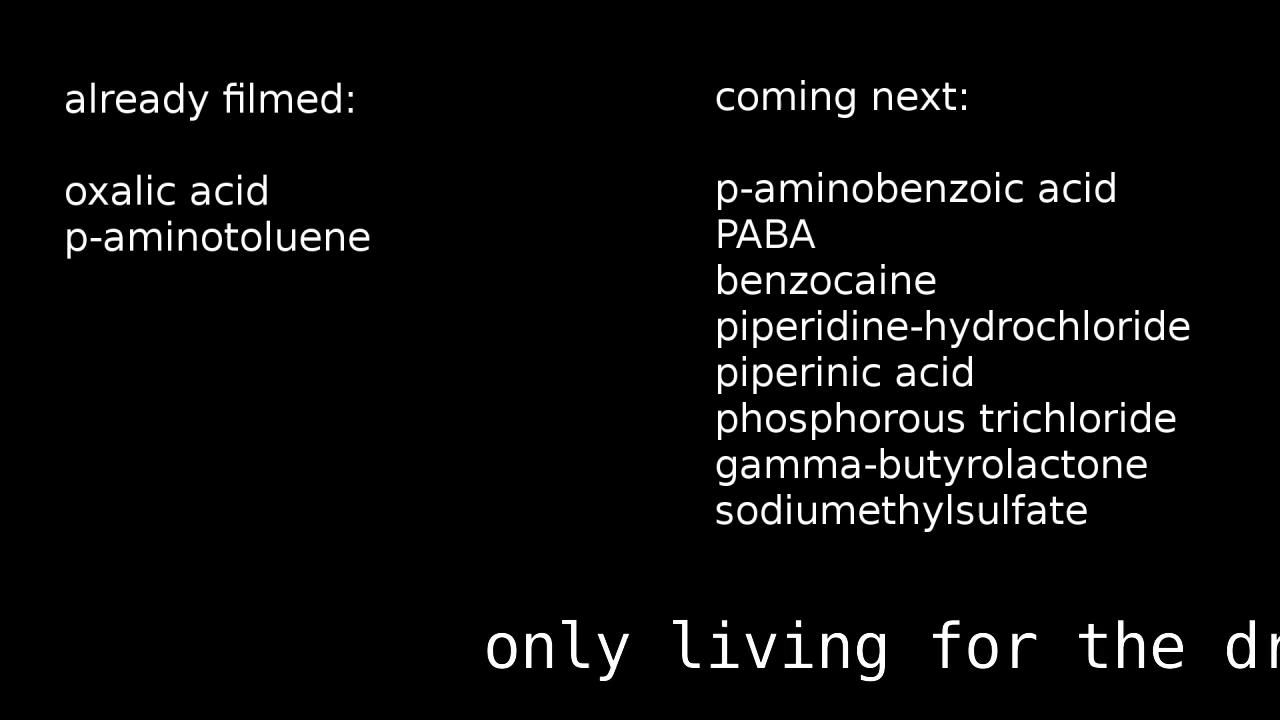 already filmed:
oxalic acid
p-aminotoluene
coming next:
p-aminobenzoic acid
PABA
benzocaine
piperidine-hydrochloride
piperinic acid
phosphorous trichloride
gamma-butyrolactone
sodiumethylsulfate
only living for the